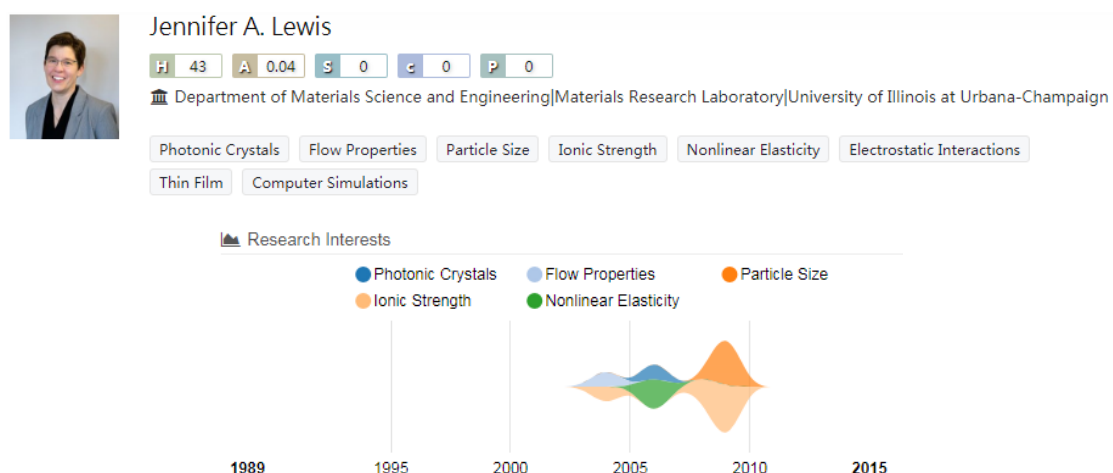 Jennifer A. Lewis
H 43 A 0.04 S 0 c 0 P 0
Department of Materials Science and Engineering|Materials Research Laboratory|University of Illinois at Urbana-Champaign
Photonic Crystals Flow Properties Particle Size Ionic Strength Nonlinear Elasticity Electrostatic Interactions
Thin Film Computer Simulations
Research Interests
Photonic Crystals Flow Properties Particle Size
Ionic Strength Nonlinear Elasticity
1989 1995 2000 2005 2010 2015